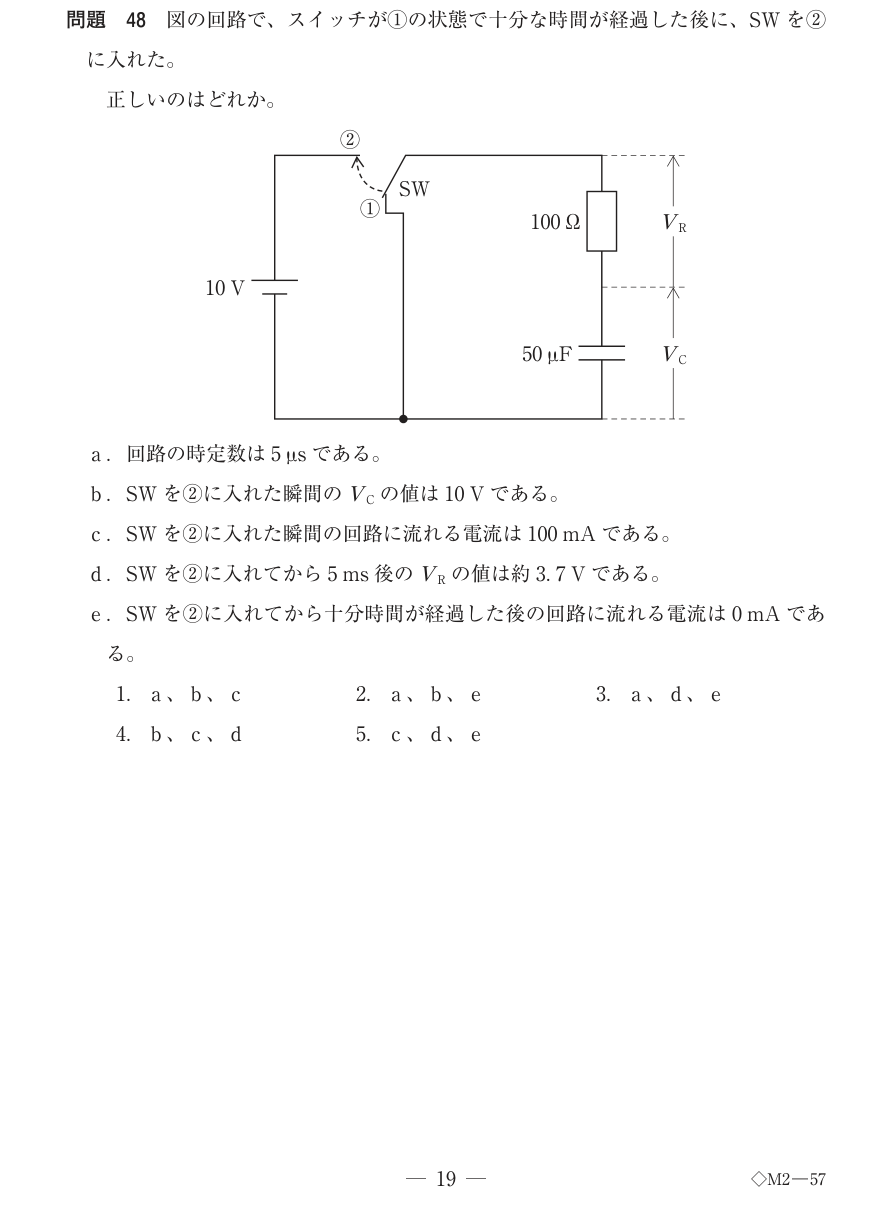 問題 48 図の回路で、スイッチが①の状態で十分な時間が経過した後に、SW を②
に入れた。
正しいのはどれか。
②
SW
①
100 Ω
V R
10 V
50 μF
V C
a. 回路の時定数は 5 μs である。
b. SW を②に入れた瞬間の V C の値は 10 V である。
c. SW を②に入れた瞬間の回路に流れる電流は 100 mA である。
d. SW を②に入れてから 5 ms 後の V R の値は約 3.7 V である。
e. SW を②に入れてから十分時間が経過した後の回路に流れる電流は 0 mA であ
る。
1. a、b、c 2. a、b、e 3. a、d、e
4. b、c、d 5. c、d、e
― 19 ― ◇M2―57